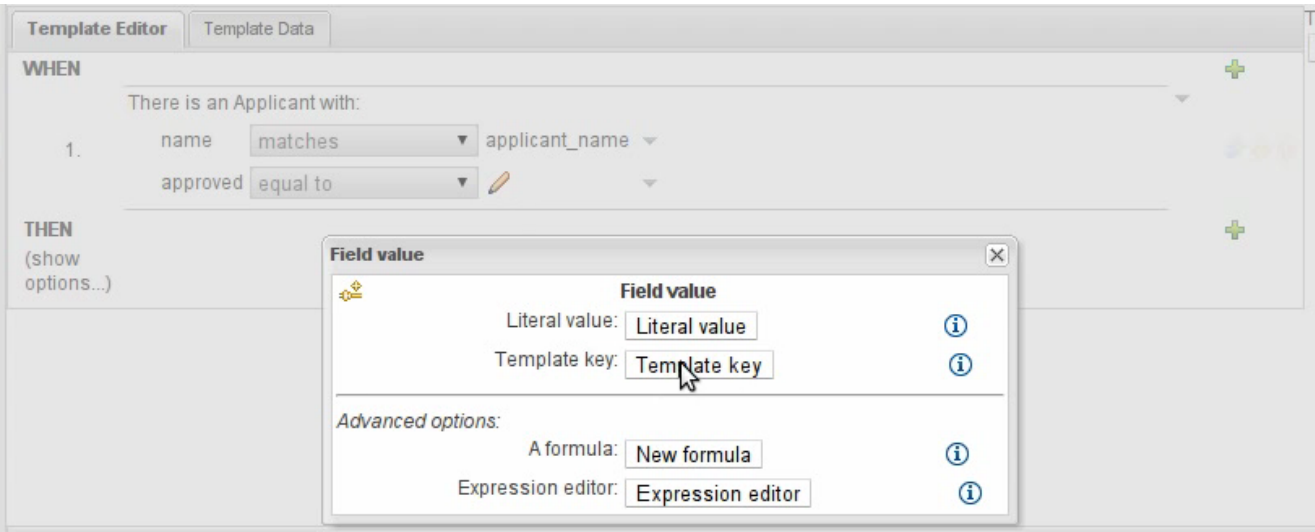 Template Editor Template Data
WHEN
There is an Applicant with:
1.
name matches applicant_name
approved equal to
THEN
(show
options...)
Field value
Field value
Literal value: Literal value
Template key: Template key
Advanced options:
A formula: New formula
Expression editor: Expression editor